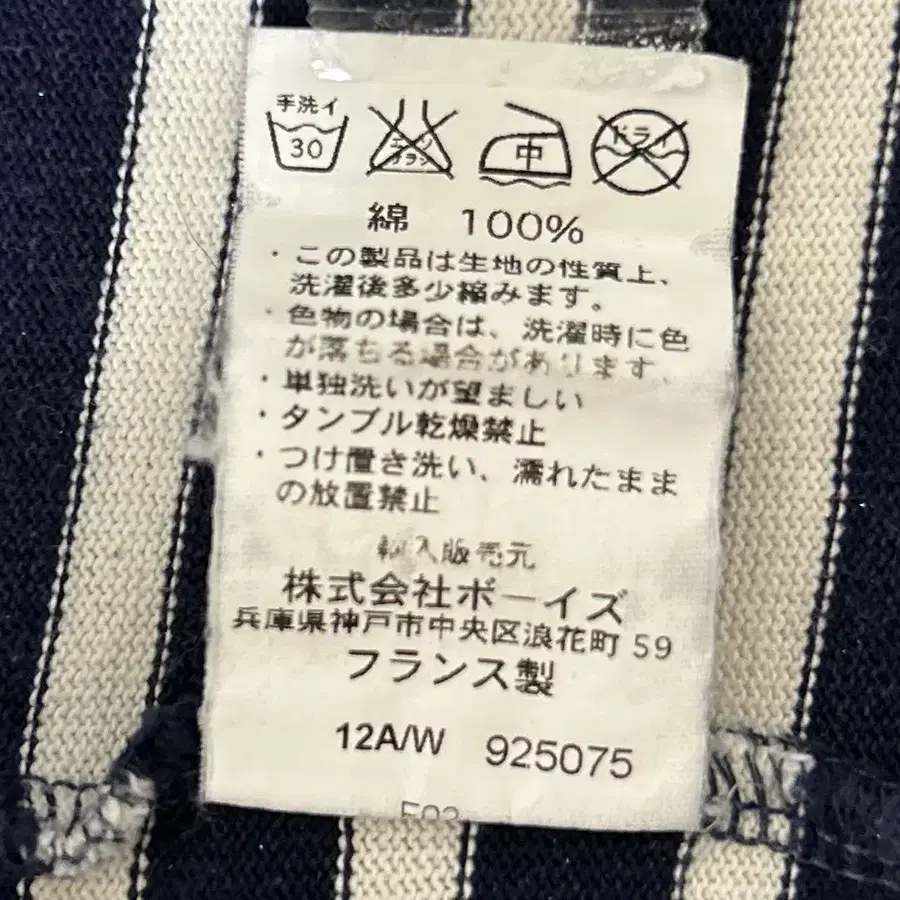 手洗イ
30
エンソ
サラシ
中
ドライ
綿 100%
・この製品は生地の性質上、
洗濯後多少縮みます。
・色物の場合は、洗濯時に色
が落ちる場合があります。
・単独洗いが望ましい
・タンブル乾燥禁止
・つけ置き洗い、濡れたまま
の放置禁止
輸入販売元
株式会社ボーイズ
兵庫県神戸市中央区浪花町 59
フランス製
12A/W 925075